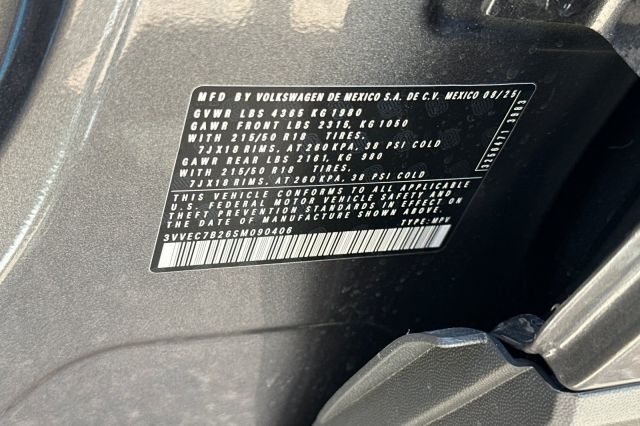 MFD BY VOLKSWAGEN DE MEXICO S.A. DE C.V. MEXICO 08/25
GVWR LBS 4365 KG 1980
GAWR FRONT LBS 2315, KG 1050
WITH 215/50 R18 TIRES,
7JX18 RIMS, AT 260 KPA, 38 PSI COLD
GAWR REAR LBS 2161, KG 980
WITH 215/50 R18 TIRES,
7JX18 RIMS, AT 260 KPA, 38 PSI COLD
THIS VEHICLE CONFORMS TO ALL APPLICABLE
U.S. FEDERAL MOTOR VEHICLE SAFETY AND
THEFT PREVENTION STANDARDS IN EFFECT ON
THE DATE OF MANUFACTURE SHOWN ABOVE
TYPE: MPV
3VVEC7B26SM090406